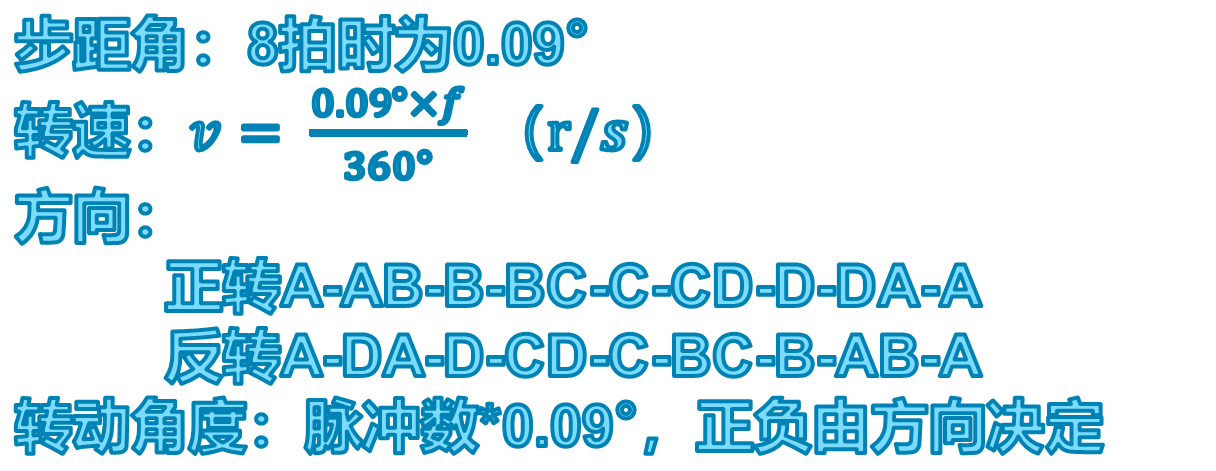 步距角：8拍时为0.09°
转速：v = 0.09°×f / 360° （r/s）
方向：
正转A-AB-B-BC-C-CD-D-DA-A
反转A-DA-D-CD-C-BC-B-AB-A
转动角度：脉冲数*0.09°，正负由方向决定